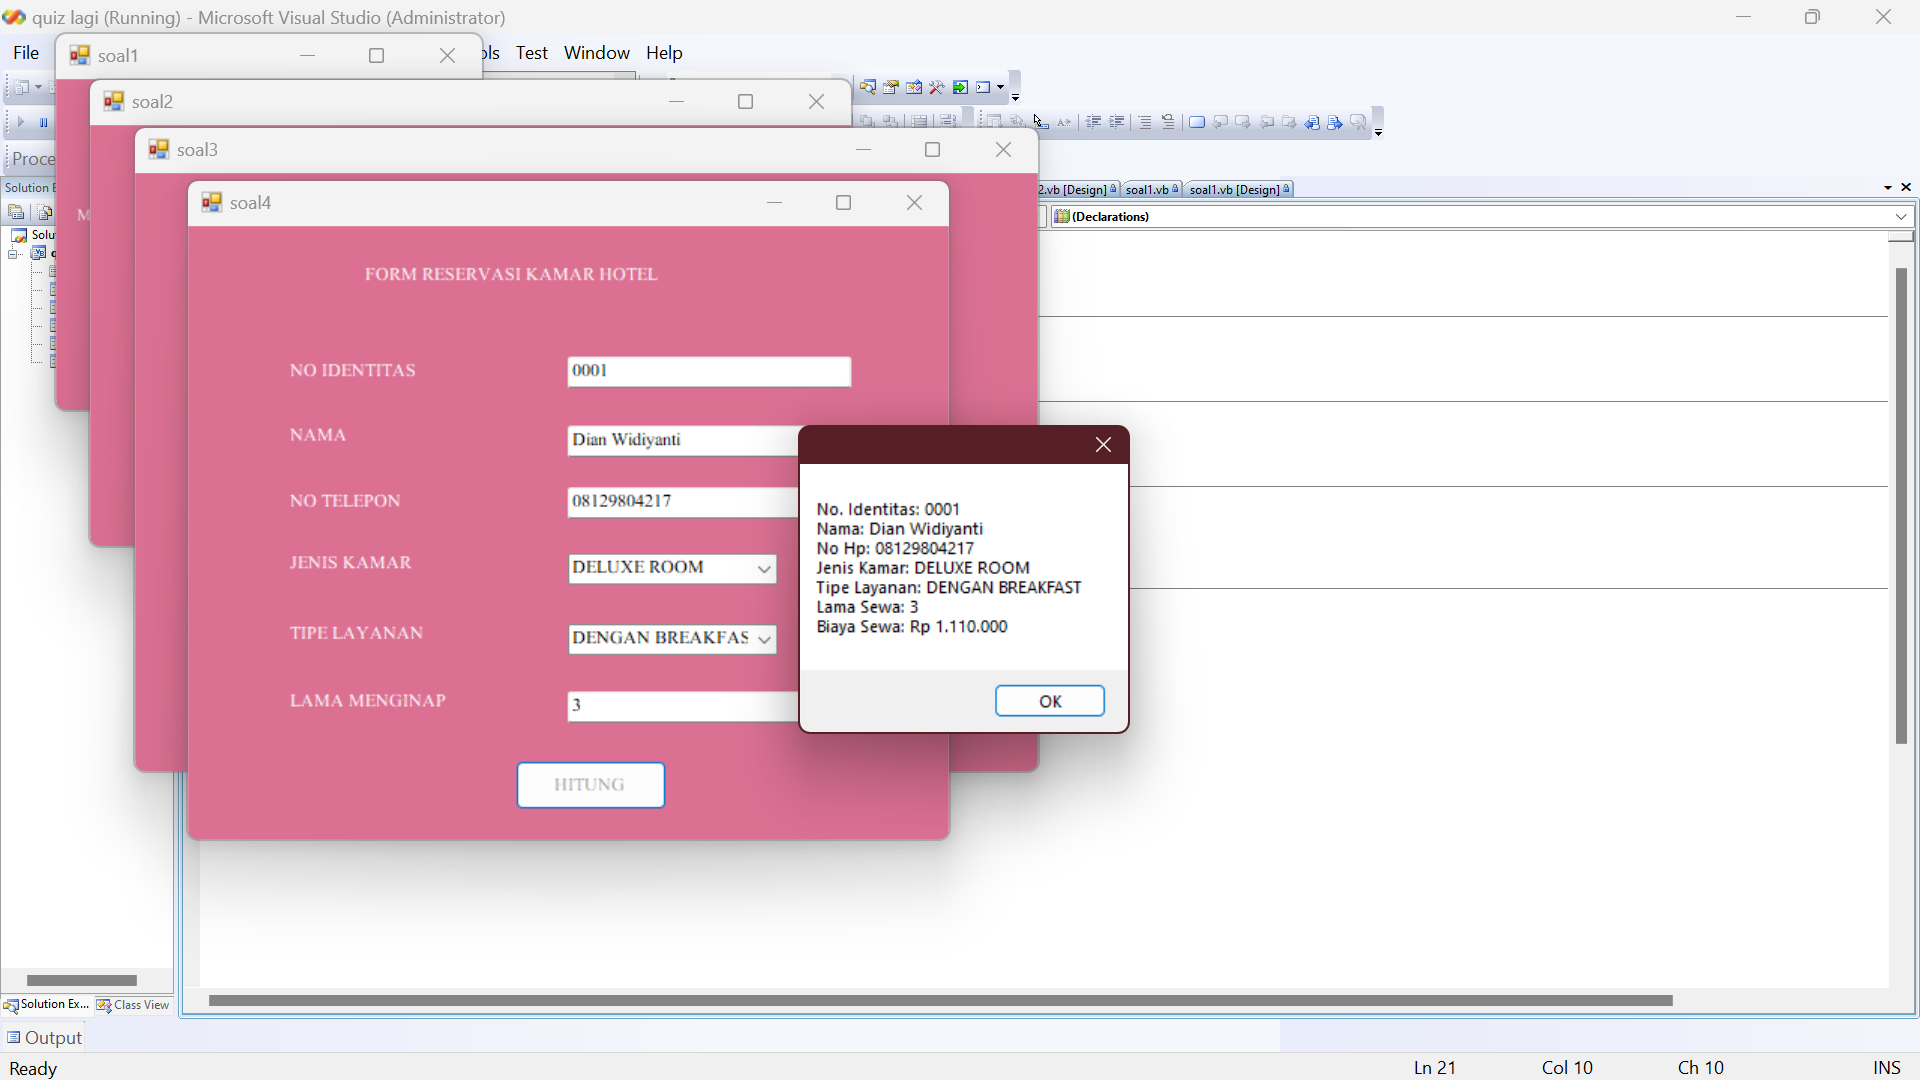 quiz lagi (Running) - Microsoft Visual Studio (Administrator)
File
Test Window Help
soal1
soal2
soal3
soal4
Solution E
2.vb [Design] soal1.vb soal1.vb [Design]
(Declarations)
FORM RESERVASI KAMAR HOTEL
NO IDENTITAS 0001
NAMA Dian Widiyanti
NO TELEPON 08129804217
JENIS KAMAR DELUXE ROOM
TIPE LAYANAN DENGAN BREAKFAS
LAMA MENGINAP 3
HITUNG
No. Identitas: 0001
Nama: Dian Widiyanti
No Hp: 08129804217
Jenis Kamar: DELUXE ROOM
Tipe Layanan: DENGAN BREAKFAST
Lama Sewa: 3
Biaya Sewa: Rp 1.110.000
OK
Solution Ex... Class View
Output
Ready Ln 21 Col 10 Ch 10 INS